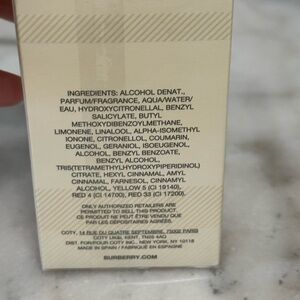 INGREDIENTS: ALCOHOL DENAT.,
PARFUM/FRAGRANCE, AQUA/WATER/
EAU, HYDROXYCITRONELLAL, BENZYL
SALICYLATE, BUTYL
METHOXYDIBENZOYLMETHANE,
LIMONENE, LINALOOL, ALPHA-ISOMETHYL
IONONE, CITRONELLOL, COUMARIN,
EUGENOL, GERANIOL, ISOEUGENOL,
ALCOHOL, BENZYL BENZOATE,
BENZYL ALCOHOL,
TRIS(TETRAMETHYLHYDROXYPIPERIDINOL)
CITRATE, HEXYL CINNAMAL, AMYL
CINNAMAL, FARNESOL, CINNAMYL
ALCOHOL, YELLOW 5 (CI 19140),
RED 4 (CI 14700), RED 33 (CI 17200).
ONLY AUTHORIZED RETAILERS ARE
PERMITTED TO SELL THIS PRODUCT
CE PRODUIT NE PEUT ÊTRE VENDU QUE
PAR LES DÉPOSITAIRES AGRÉÉS.
COTY, 14 RUE DU QUATRE SEPTEMBRE, 75002 PARIS
COTY UK&I, KENT, TN25 4AQ
DIST. FOR/POUR COTY INC., NEW YORK, NY 10118
MADE IN SPAIN / FABRIQUÉ EN ESPAGNE
BURBERRY.COM